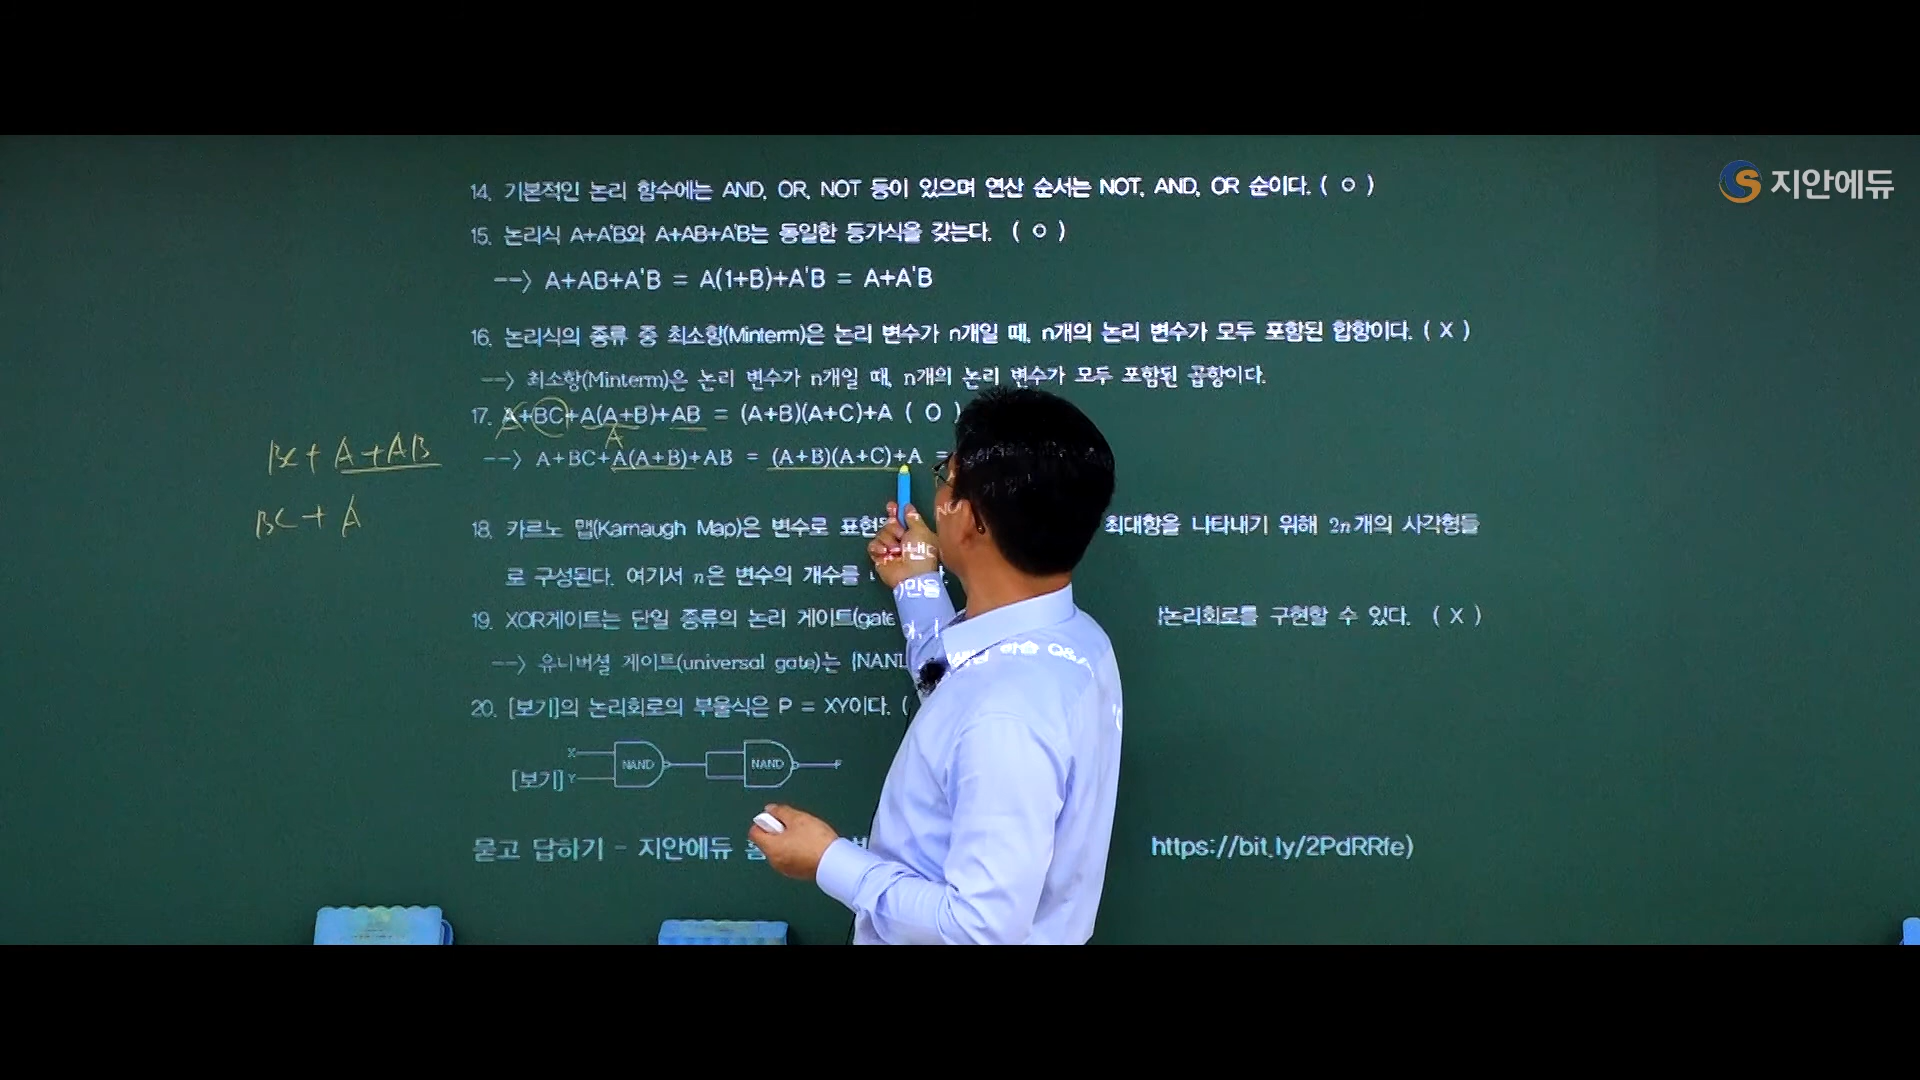 지안에듀
14. 기본적인 논리 함수에는 AND, OR, NOT 등이 있으며 연산 순서는 NOT, AND, OR 순이다. ( O )
15. 논리식 A+A'B와 A+AB+A'B는 동일한 등가식을 갖는다. ( O )
--> A+AB+A'B = A(1+B)+A'B = A+A'B
16. 논리식의 종류 중 최소항(Minterm)은 논리 변수가 n개일 때, n개의 논리 변수가 모두 포함된 합항이다. ( X )
--> 최소항(Minterm)은 논리 변수가 n개일 때, n개의 논리 변수가 모두 포함된 곱항이다.
17. A+BC+A(A+B)+AB = (A+B)(A+C)+A ( O )
A
BC+A+AB
--> A+BC+A(A+B)+AB = (A+B)(A+C)+A =
BC+A
18. 카르노 맵(Karnaugh Map)은 변수로 최대항을 나타내기 위해 2n개의 사각형들
로 구성된다. 여기서 n은 변수의 개수를
19. XOR게이트는 단일 종류의 논리 게이트(gate 논리회로를 구현할 수 있다. ( X )
--> 유니버셜 게이트(universal gate)는
20. [보기]의 논리회로의 부울식은 P = XY이다. (
X
NAND NAND
[보기] Y
묻고 답하기 - 지안에듀 https://bit.ly/2PdRRfe)